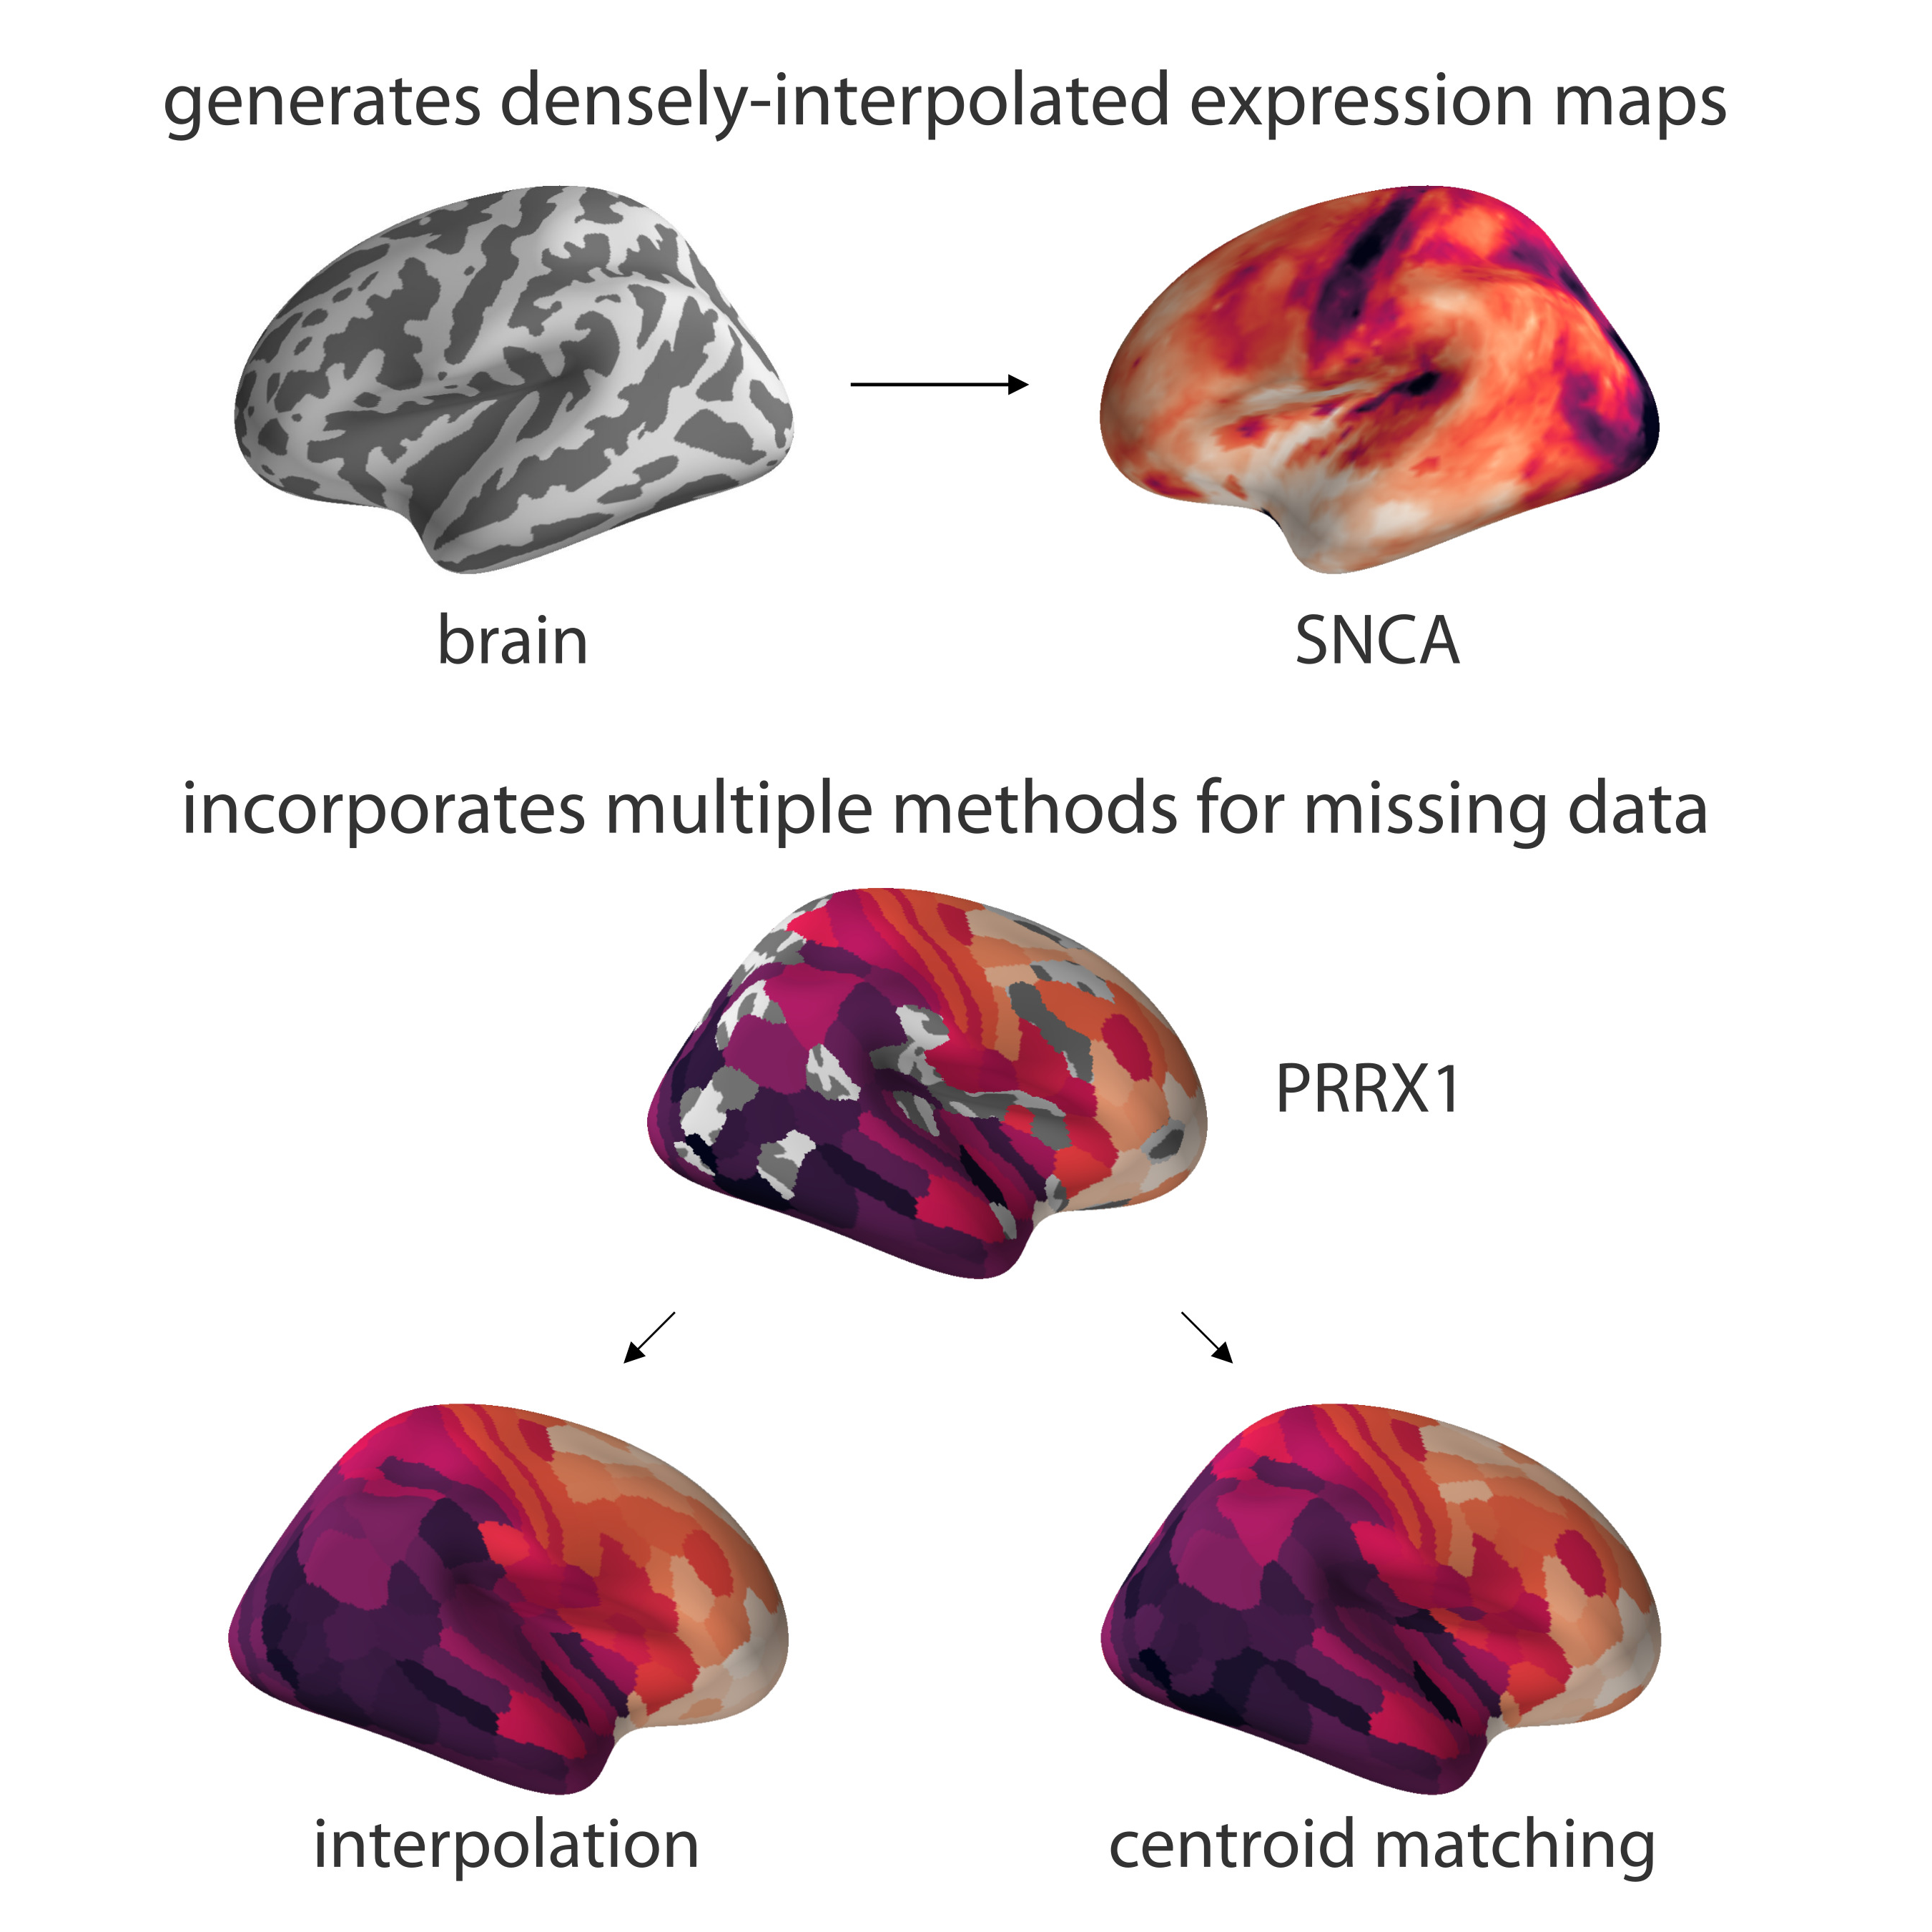 generates densely-interpolated expression maps
brain
SNCA
incorporates multiple methods for missing data
PRRX1
interpolation
centroid matching